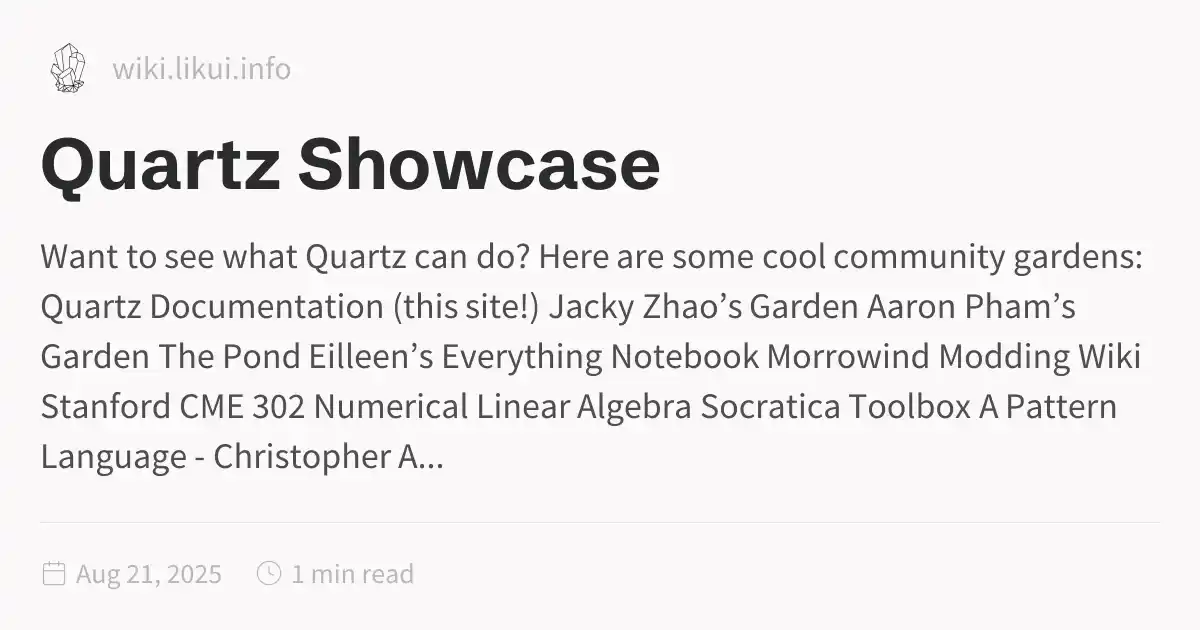 wiki.likui.info
Quartz Showcase
Want to see what Quartz can do? Here are some cool community gardens:
Quartz Documentation (this site!) Jacky Zhao’s Garden Aaron Pham’s
Garden The Pond Eilleen’s Everything Notebook Morrowind Modding Wiki
Stanford CME 302 Numerical Linear Algebra Socratica Toolbox A Pattern
Language - Christopher A...
Aug 21, 2025 1 min read